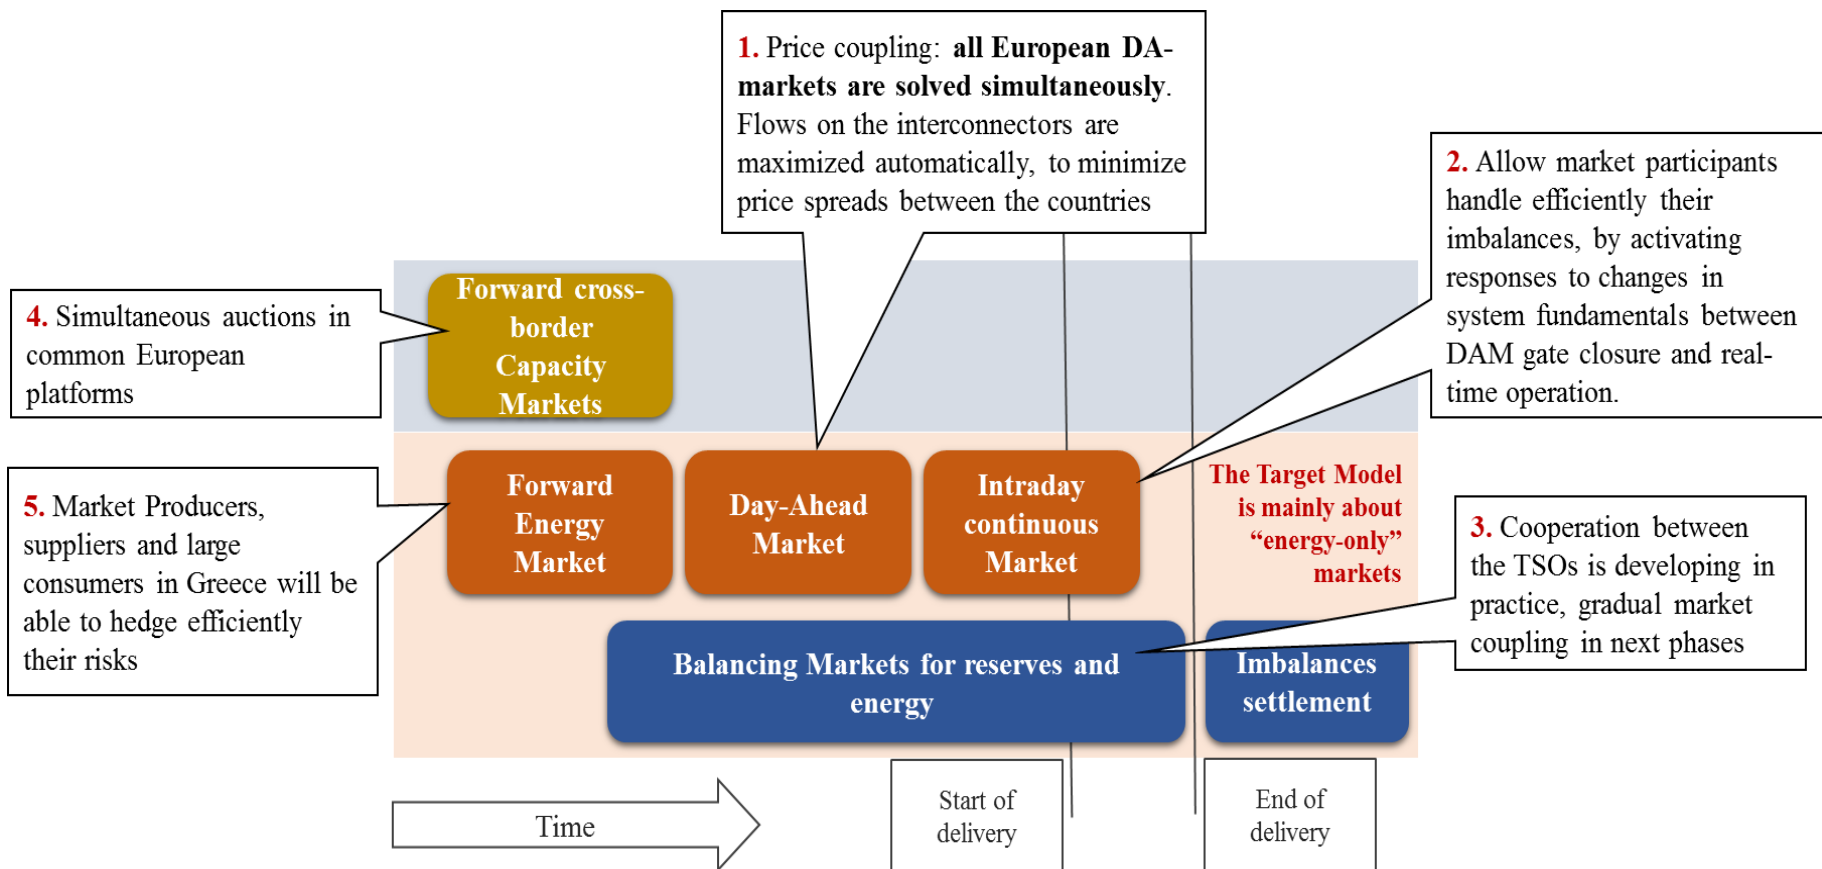 1. Price coupling: all European DA-
markets are solved simultaneously.
Flows on the interconnectors are
maximized automatically, to minimize
price spreads between the countries
2. Allow market participants
handle efficiently their
imbalances, by activating
responses to changes in
system fundamentals between
DAM gate closure and real-
time operation.
4. Simultaneous auctions in
common European
platforms
Forward cross-
border
Capacity
Markets
5. Market Producers,
suppliers and large
consumers in Greece will be
able to hedge efficiently
their risks
Forward
Energy
Market
Day-Ahead
Market
Intraday
continuous
Market
The Target Model
is mainly about
“energy-only”
markets
3. Cooperation between
the TSOs is developing in
practice, gradual market
coupling in next phases
Balancing Markets for reserves and
energy
Imbalances
settlement
Time
Start of
delivery
End of
delivery